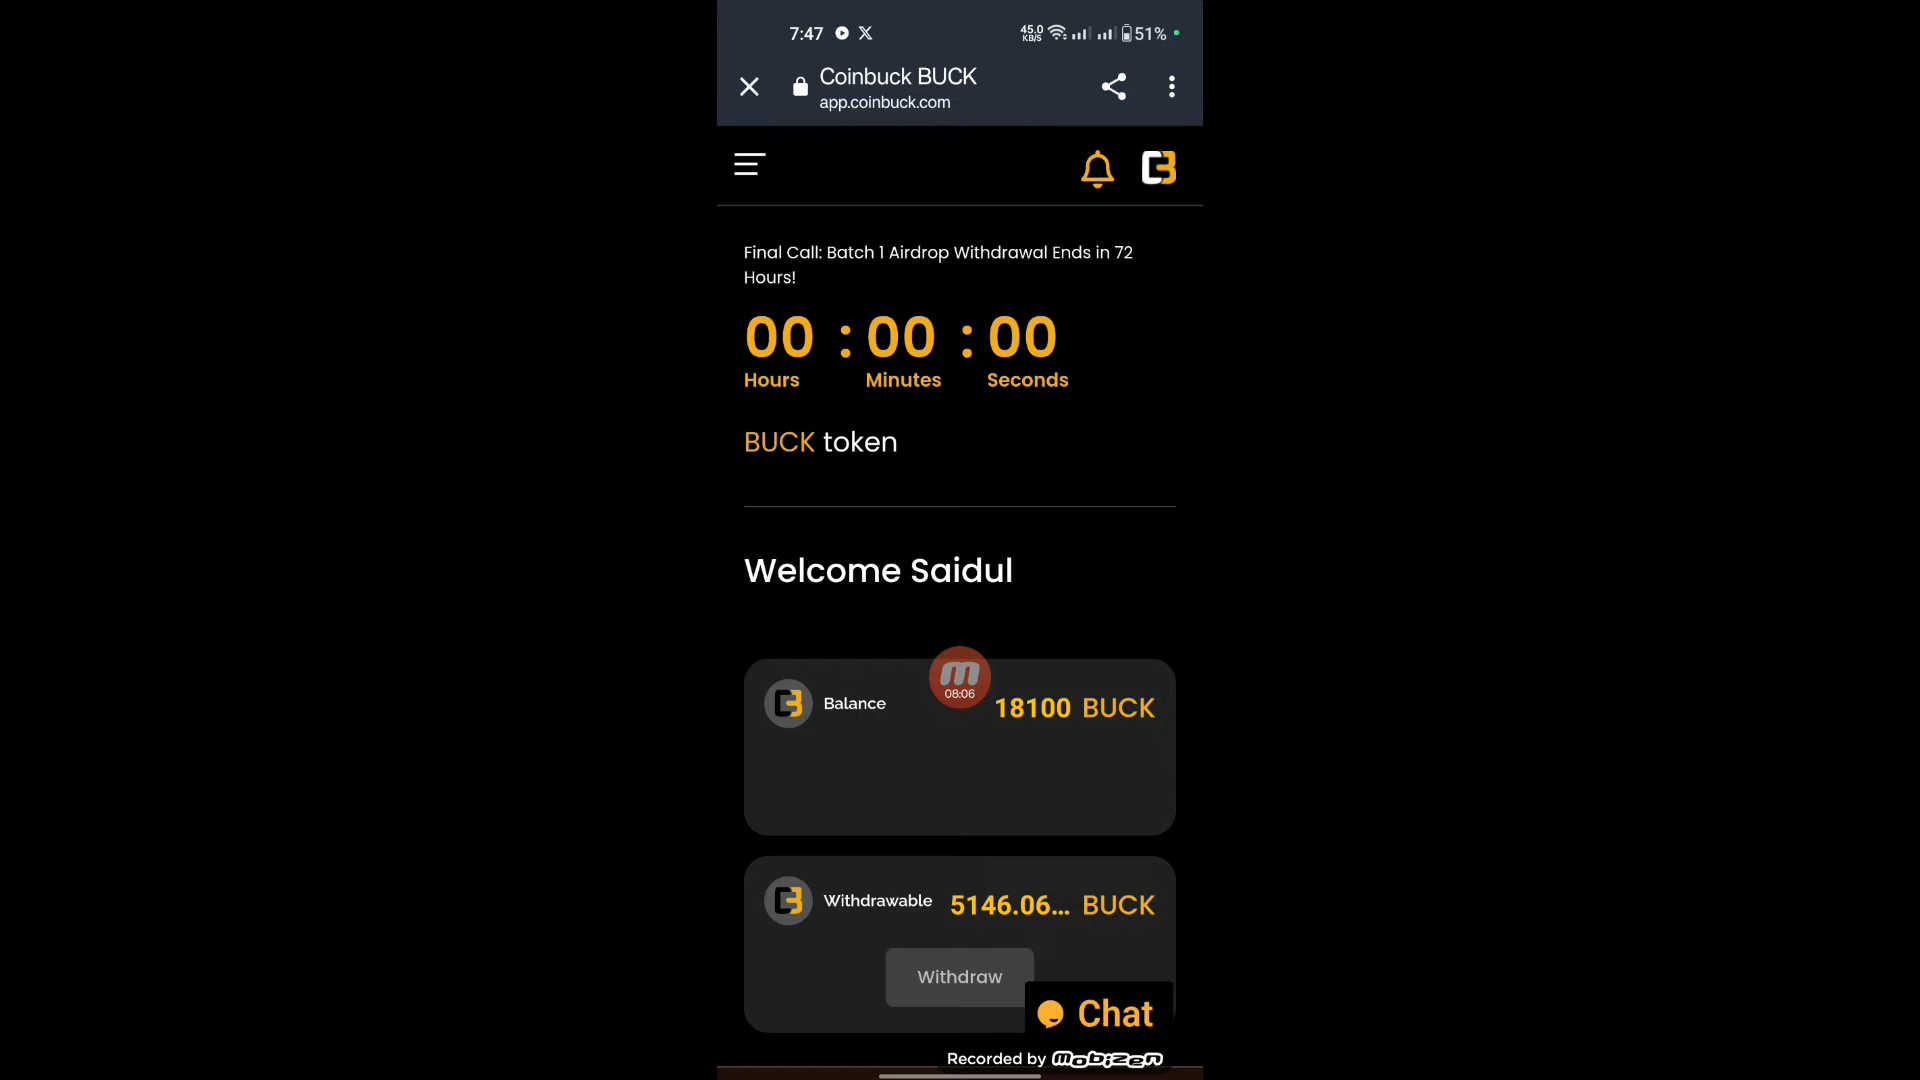 7:47 X 45.0 KB/S 51%
Coinbuck BUCK
app.coinbuck.com
Final Call: Batch 1 Airdrop Withdrawal Ends in 72
Hours!
00 : 00 : 00
Hours Minutes Seconds
BUCK token
Welcome Saidul
Balance 18100 BUCK
08:06
Withdrawable 5146.06... BUCK
Withdraw
Chat
Recorded by mobizen